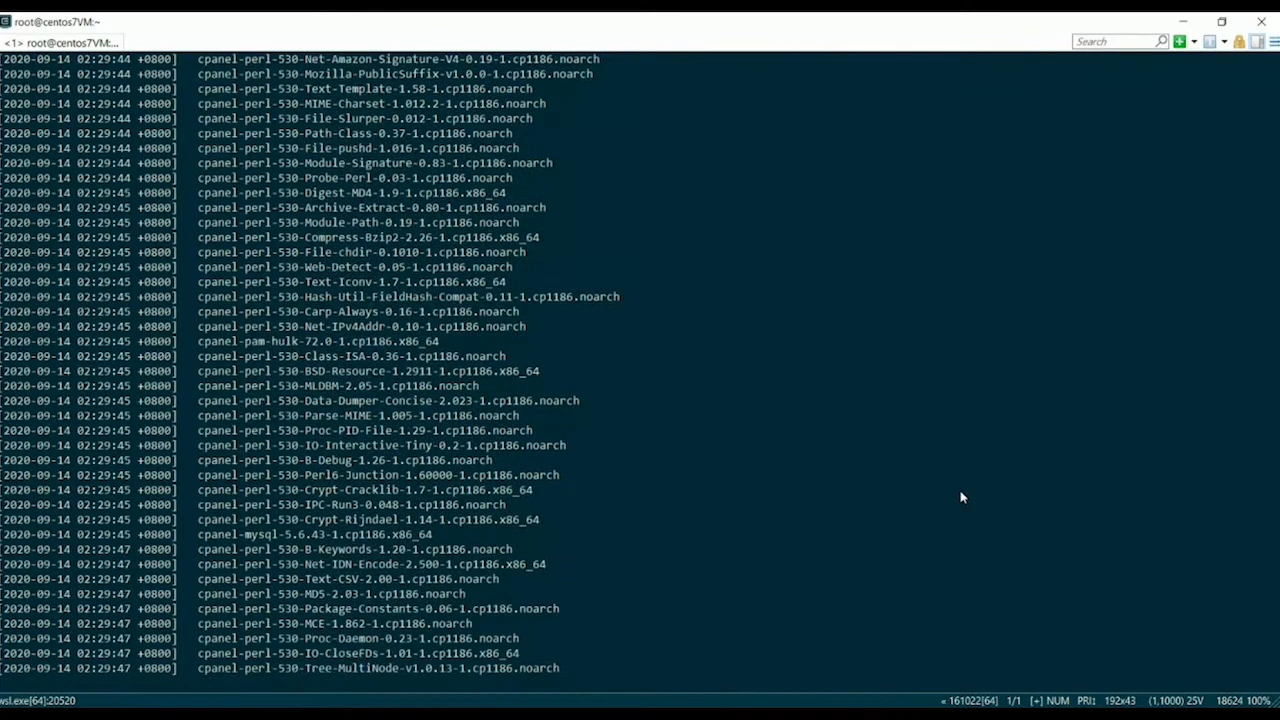 root@centos7VM:~
<1> root@centos7VM:...
Search
[2020-09-14 02:29:44 +0800]   cpanel-perl-530-Net-Amazon-Signature-V4-0.19-1.cp1186.noarch
[2020-09-14 02:29:44 +0800]   cpanel-perl-530-Mozilla-PublicSuffix-v1.0.0-1.cp1186.noarch
[2020-09-14 02:29:44 +0800]   cpanel-perl-530-Text-Template-1.58-1.cp1186.noarch
[2020-09-14 02:29:44 +0800]   cpanel-perl-530-MIME-Charset-1.012.2-1.cp1186.noarch
[2020-09-14 02:29:44 +0800]   cpanel-perl-530-File-Slurper-0.012-1.cp1186.noarch
[2020-09-14 02:29:44 +0800]   cpanel-perl-530-Path-Class-0.37-1.cp1186.noarch
[2020-09-14 02:29:44 +0800]   cpanel-perl-530-File-pushd-1.016-1.cp1186.noarch
[2020-09-14 02:29:44 +0800]   cpanel-perl-530-Module-Signature-0.83-1.cp1186.noarch
[2020-09-14 02:29:44 +0800]   cpanel-perl-530-Probe-Perl-0.03-1.cp1186.noarch
[2020-09-14 02:29:45 +0800]   cpanel-perl-530-Digest-MD4-1.9-1.cp1186.x86_64
[2020-09-14 02:29:45 +0800]   cpanel-perl-530-Archive-Extract-0.80-1.cp1186.noarch
[2020-09-14 02:29:45 +0800]   cpanel-perl-530-Module-Path-0.19-1.cp1186.noarch
[2020-09-14 02:29:45 +0800]   cpanel-perl-530-Compress-Bzip2-2.26-1.cp1186.x86_64
[2020-09-14 02:29:45 +0800]   cpanel-perl-530-File-chdir-0.1010-1.cp1186.noarch
[2020-09-14 02:29:45 +0800]   cpanel-perl-530-Web-Detect-0.05-1.cp1186.noarch
[2020-09-14 02:29:45 +0800]   cpanel-perl-530-Text-Iconv-1.7-1.cp1186.x86_64
[2020-09-14 02:29:45 +0800]   cpanel-perl-530-Hash-Util-FieldHash-Compat-0.11-1.cp1186.noarch
[2020-09-14 02:29:45 +0800]   cpanel-perl-530-Carp-Always-0.16-1.cp1186.noarch
[2020-09-14 02:29:45 +0800]   cpanel-perl-530-Net-IPv4Addr-0.10-1.cp1186.noarch
[2020-09-14 02:29:45 +0800]   cpanel-pam-hulk-72.0-1.cp1186.x86_64
[2020-09-14 02:29:45 +0800]   cpanel-perl-530-Class-ISA-0.36-1.cp1186.noarch
[2020-09-14 02:29:45 +0800]   cpanel-perl-530-BSD-Resource-1.2911-1.cp1186.x86_64
[2020-09-14 02:29:45 +0800]   cpanel-perl-530-MLDBM-2.05-1.cp1186.noarch
[2020-09-14 02:29:45 +0800]   cpanel-perl-530-Data-Dumper-Concise-2.023-1.cp1186.noarch
[2020-09-14 02:29:45 +0800]   cpanel-perl-530-Parse-MIME-1.005-1.cp1186.noarch
[2020-09-14 02:29:45 +0800]   cpanel-perl-530-Proc-PID-File-1.29-1.cp1186.noarch
[2020-09-14 02:29:45 +0800]   cpanel-perl-530-IO-Interactive-Tiny-0.2-1.cp1186.noarch
[2020-09-14 02:29:45 +0800]   cpanel-perl-530-B-Debug-1.26-1.cp1186.noarch
[2020-09-14 02:29:45 +0800]   cpanel-perl-530-Perl6-Junction-1.60000-1.cp1186.noarch
[2020-09-14 02:29:45 +0800]   cpanel-perl-530-Crypt-Cracklib-1.7-1.cp1186.x86_64
[2020-09-14 02:29:45 +0800]   cpanel-perl-530-IPC-Run3-0.048-1.cp1186.noarch
[2020-09-14 02:29:45 +0800]   cpanel-perl-530-Crypt-Rijndael-1.14-1.cp1186.x86_64
[2020-09-14 02:29:45 +0800]   cpanel-mysql-5.6.43-1.cp1186.x86_64
[2020-09-14 02:29:47 +0800]   cpanel-perl-530-B-Keywords-1.20-1.cp1186.noarch
[2020-09-14 02:29:47 +0800]   cpanel-perl-530-Net-IDN-Encode-2.500-1.cp1186.x86_64
[2020-09-14 02:29:47 +0800]   cpanel-perl-530-Text-CSV-2.00-1.cp1186.noarch
[2020-09-14 02:29:47 +0800]   cpanel-perl-530-MD5-2.03-1.cp1186.noarch
[2020-09-14 02:29:47 +0800]   cpanel-perl-530-Package-Constants-0.06-1.cp1186.noarch
[2020-09-14 02:29:47 +0800]   cpanel-perl-530-MCE-1.862-1.cp1186.noarch
[2020-09-14 02:29:47 +0800]   cpanel-perl-530-Proc-Daemon-0.23-1.cp1186.noarch
[2020-09-14 02:29:47 +0800]   cpanel-perl-530-IO-CloseFDs-1.01-1.cp1186.x86_64
[2020-09-14 02:29:47 +0800]   cpanel-perl-530-Tree-MultiNode-v1.0.13-1.cp1186.noarch
wsl.exe[64]:20520 « 161022[64] 1/1 [+] NUM PRI↕ 192x43 (1,1000) 25V 18624 100%